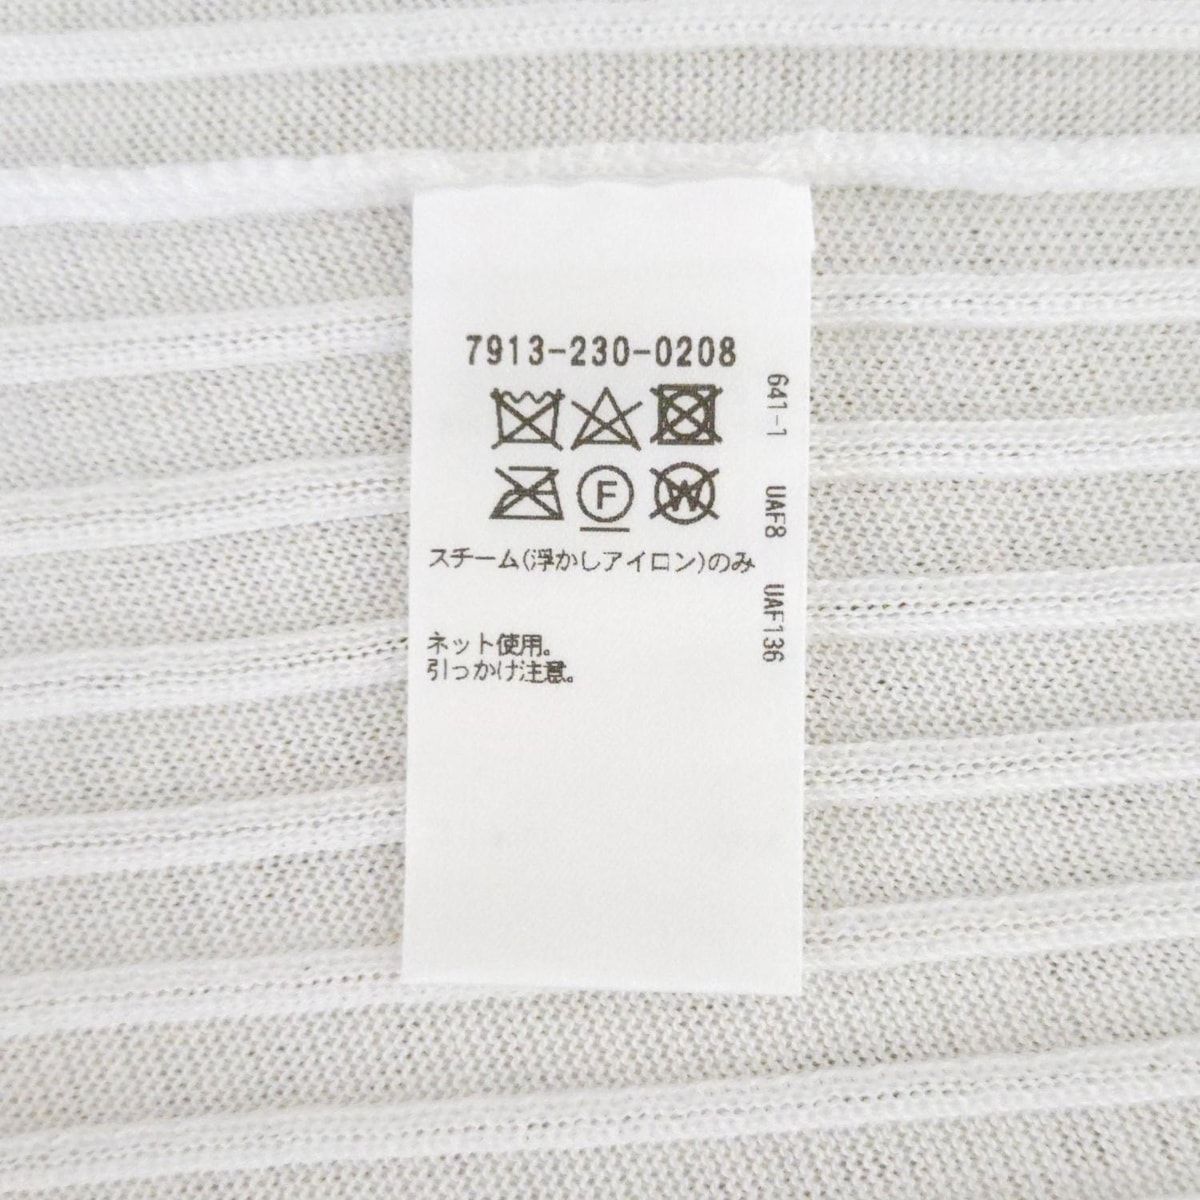 7913-230-0208
F
W
スチーム(浮かしアイロン)のみ
ネット使用。
引っかけ注意。
641-1 UAF8 UAF136